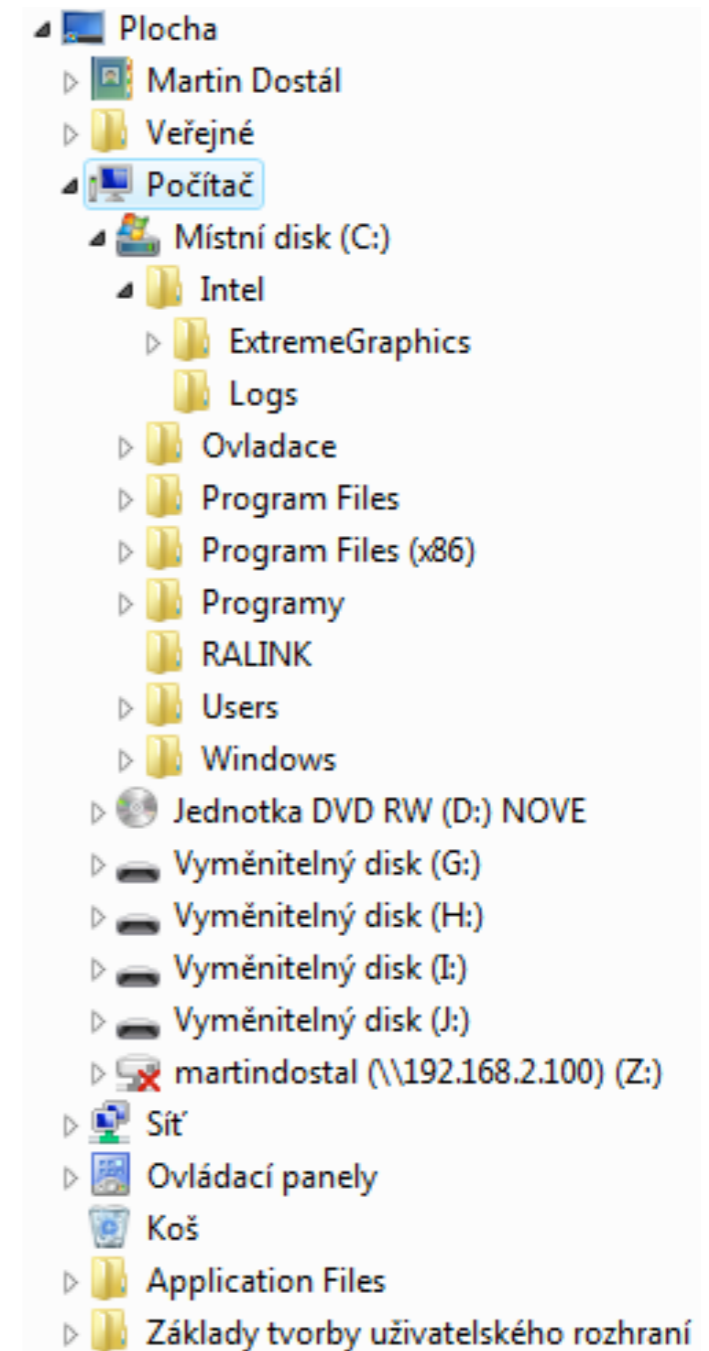 Plocha
Martin Dostál
Veřejné
Počítač
Místní disk (C:)
Intel
ExtremeGraphics
Logs
Ovladace
Program Files
Program Files (x86)
Programy
RALINK
Users
Windows
Jednotka DVD RW (D:) NOVE
Vyměnitelný disk (G:)
Vyměnitelný disk (H:)
Vyměnitelný disk (I:)
Vyměnitelný disk (J:)
martindostal (\\192.168.2.100) (Z:)
Síť
Ovládací panely
Koš
Application Files
Základy tvorby uživatelského rozhraní